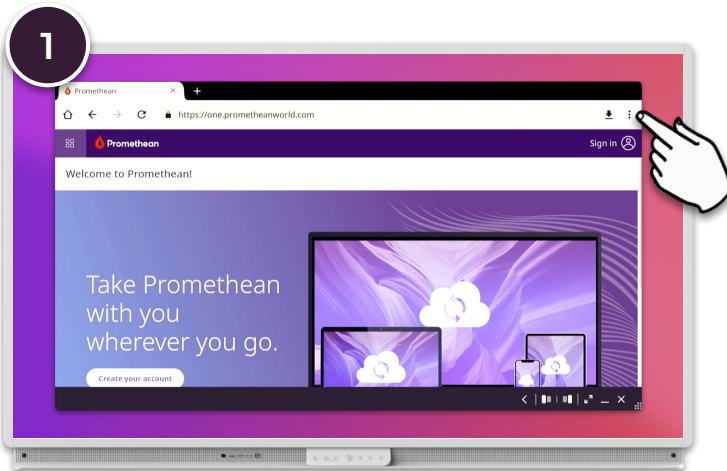 1
Promethean
https://one.prometheanworld.com
Promethean
Sign in
Welcome to Promethean!
Take Promethean
with you
wherever you go.
Create your account